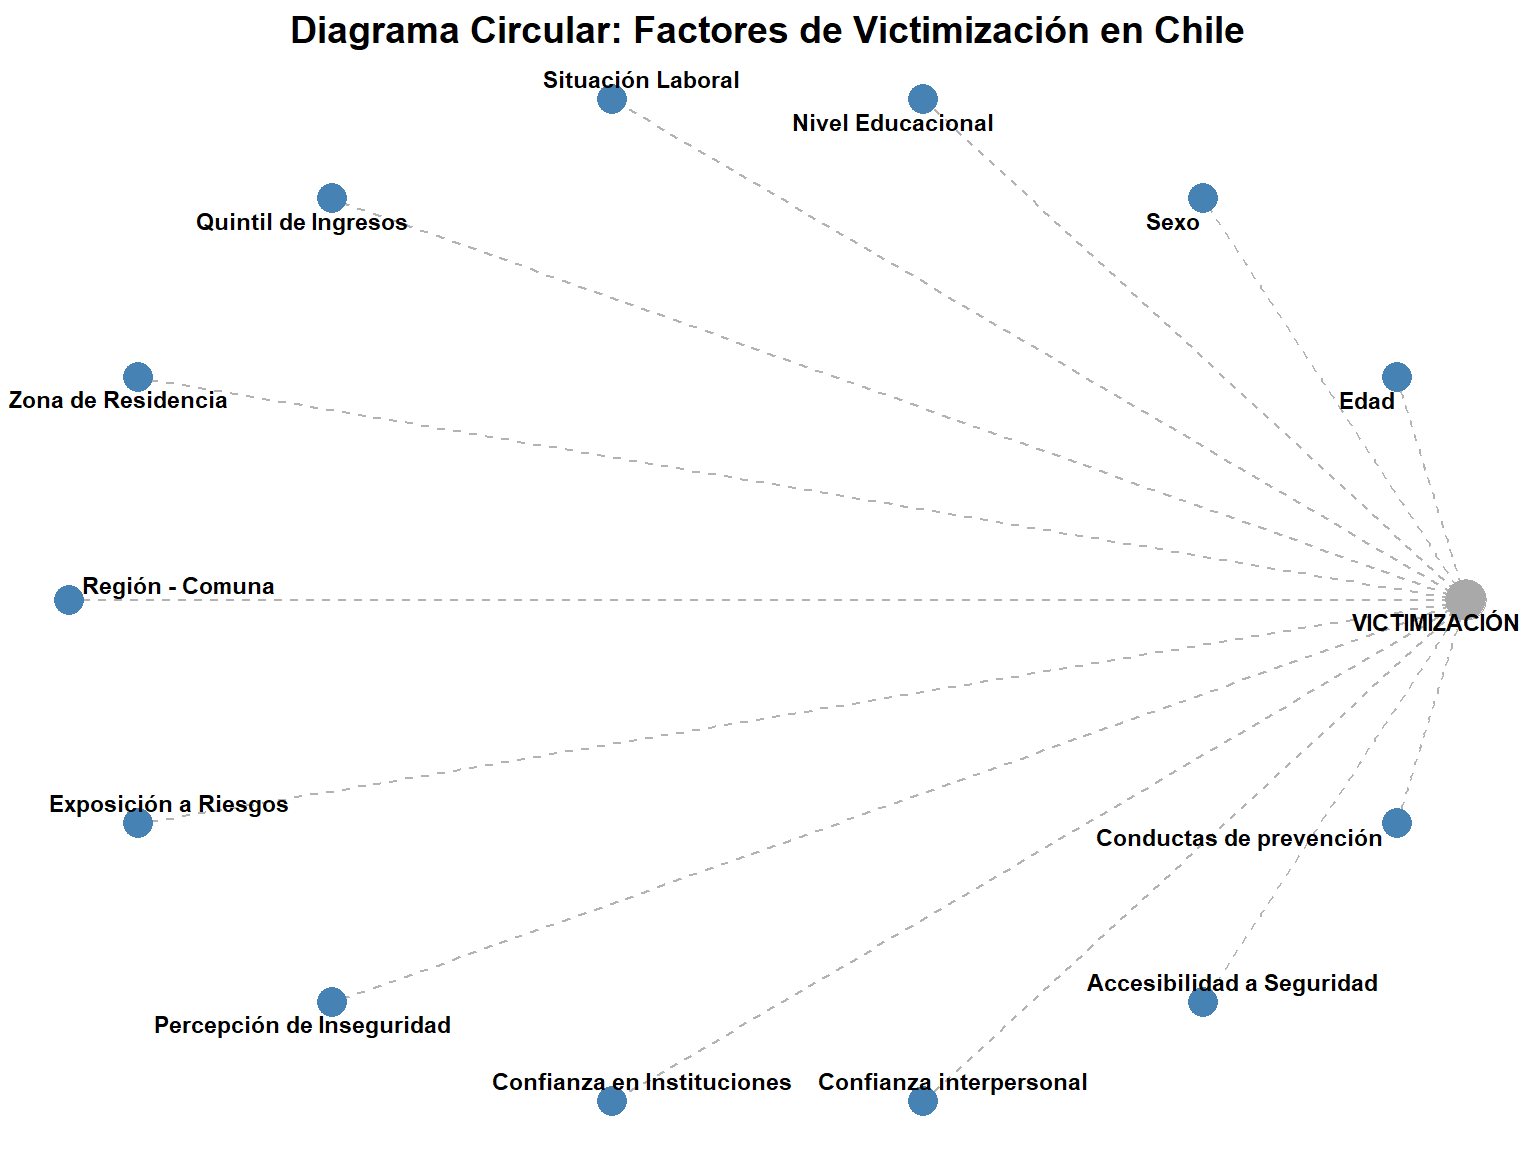 Diagrama Circular: Factores de Victimización en Chile
Situación Laboral
Nivel Educacional
Quintil de Ingresos
Sexo
Zona de Residencia
Edad
Región - Comuna
VICTIMIZACIÓN
Exposición a Riesgos
Conductas de prevención
Accesibilidad a Seguridad
Percepción de Inseguridad
Confianza en Instituciones
Confianza interpersonal